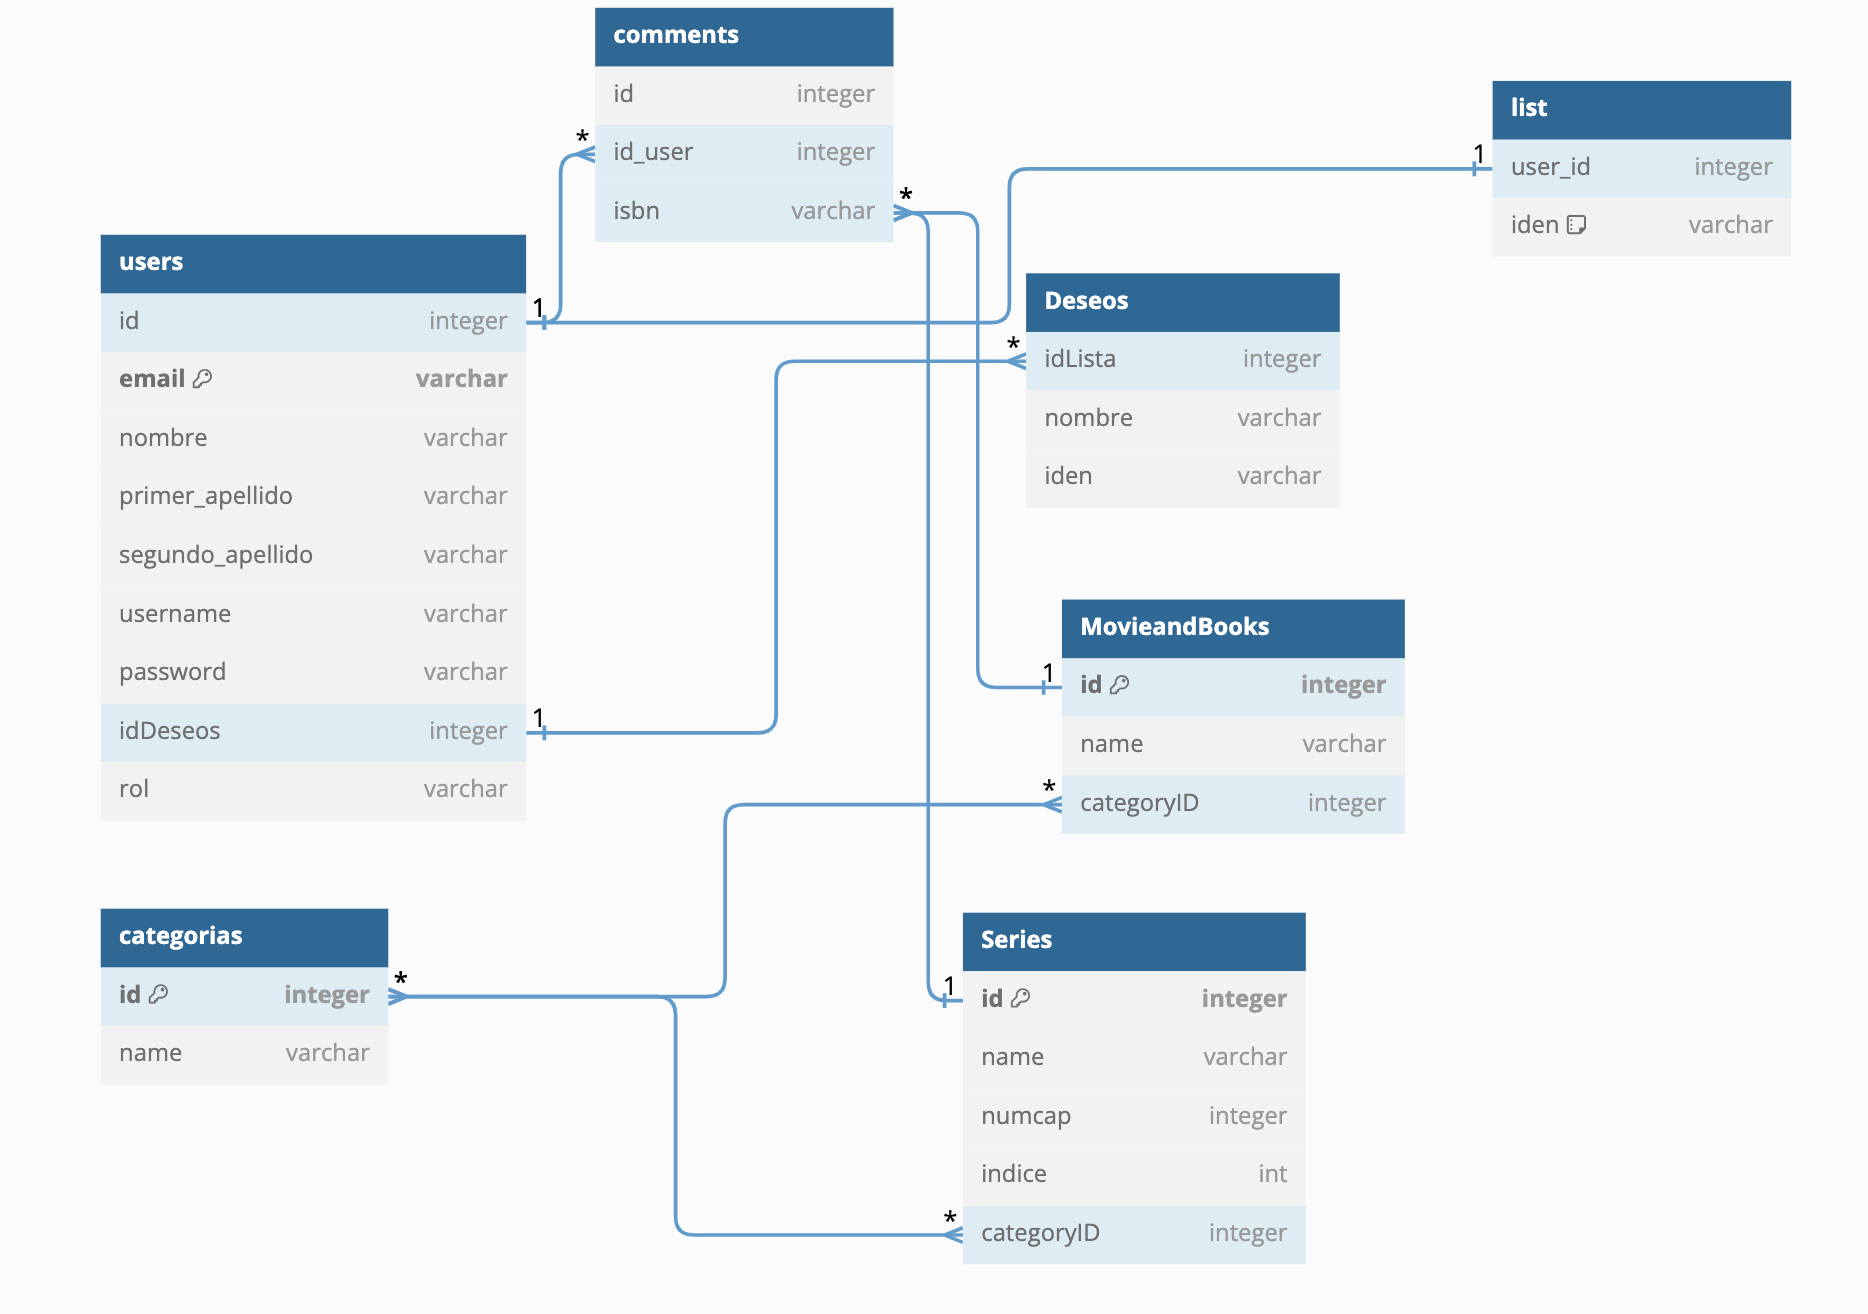 comments
id integer
* id_user integer
isbn varchar *
list
1 user_id integer
iden varchar
users
id integer 1
email varchar
nombre varchar
primer_apellido varchar
segundo_apellido varchar
username varchar
password varchar
idDeseos integer 1
rol varchar
Deseos
* idLista integer
nombre varchar
iden varchar
MovieandBooks
1 id integer
name varchar
* categoryID integer
categorias
id integer *
name varchar
Series
1 id integer
name varchar
numcap integer
indice int
* categoryID integer